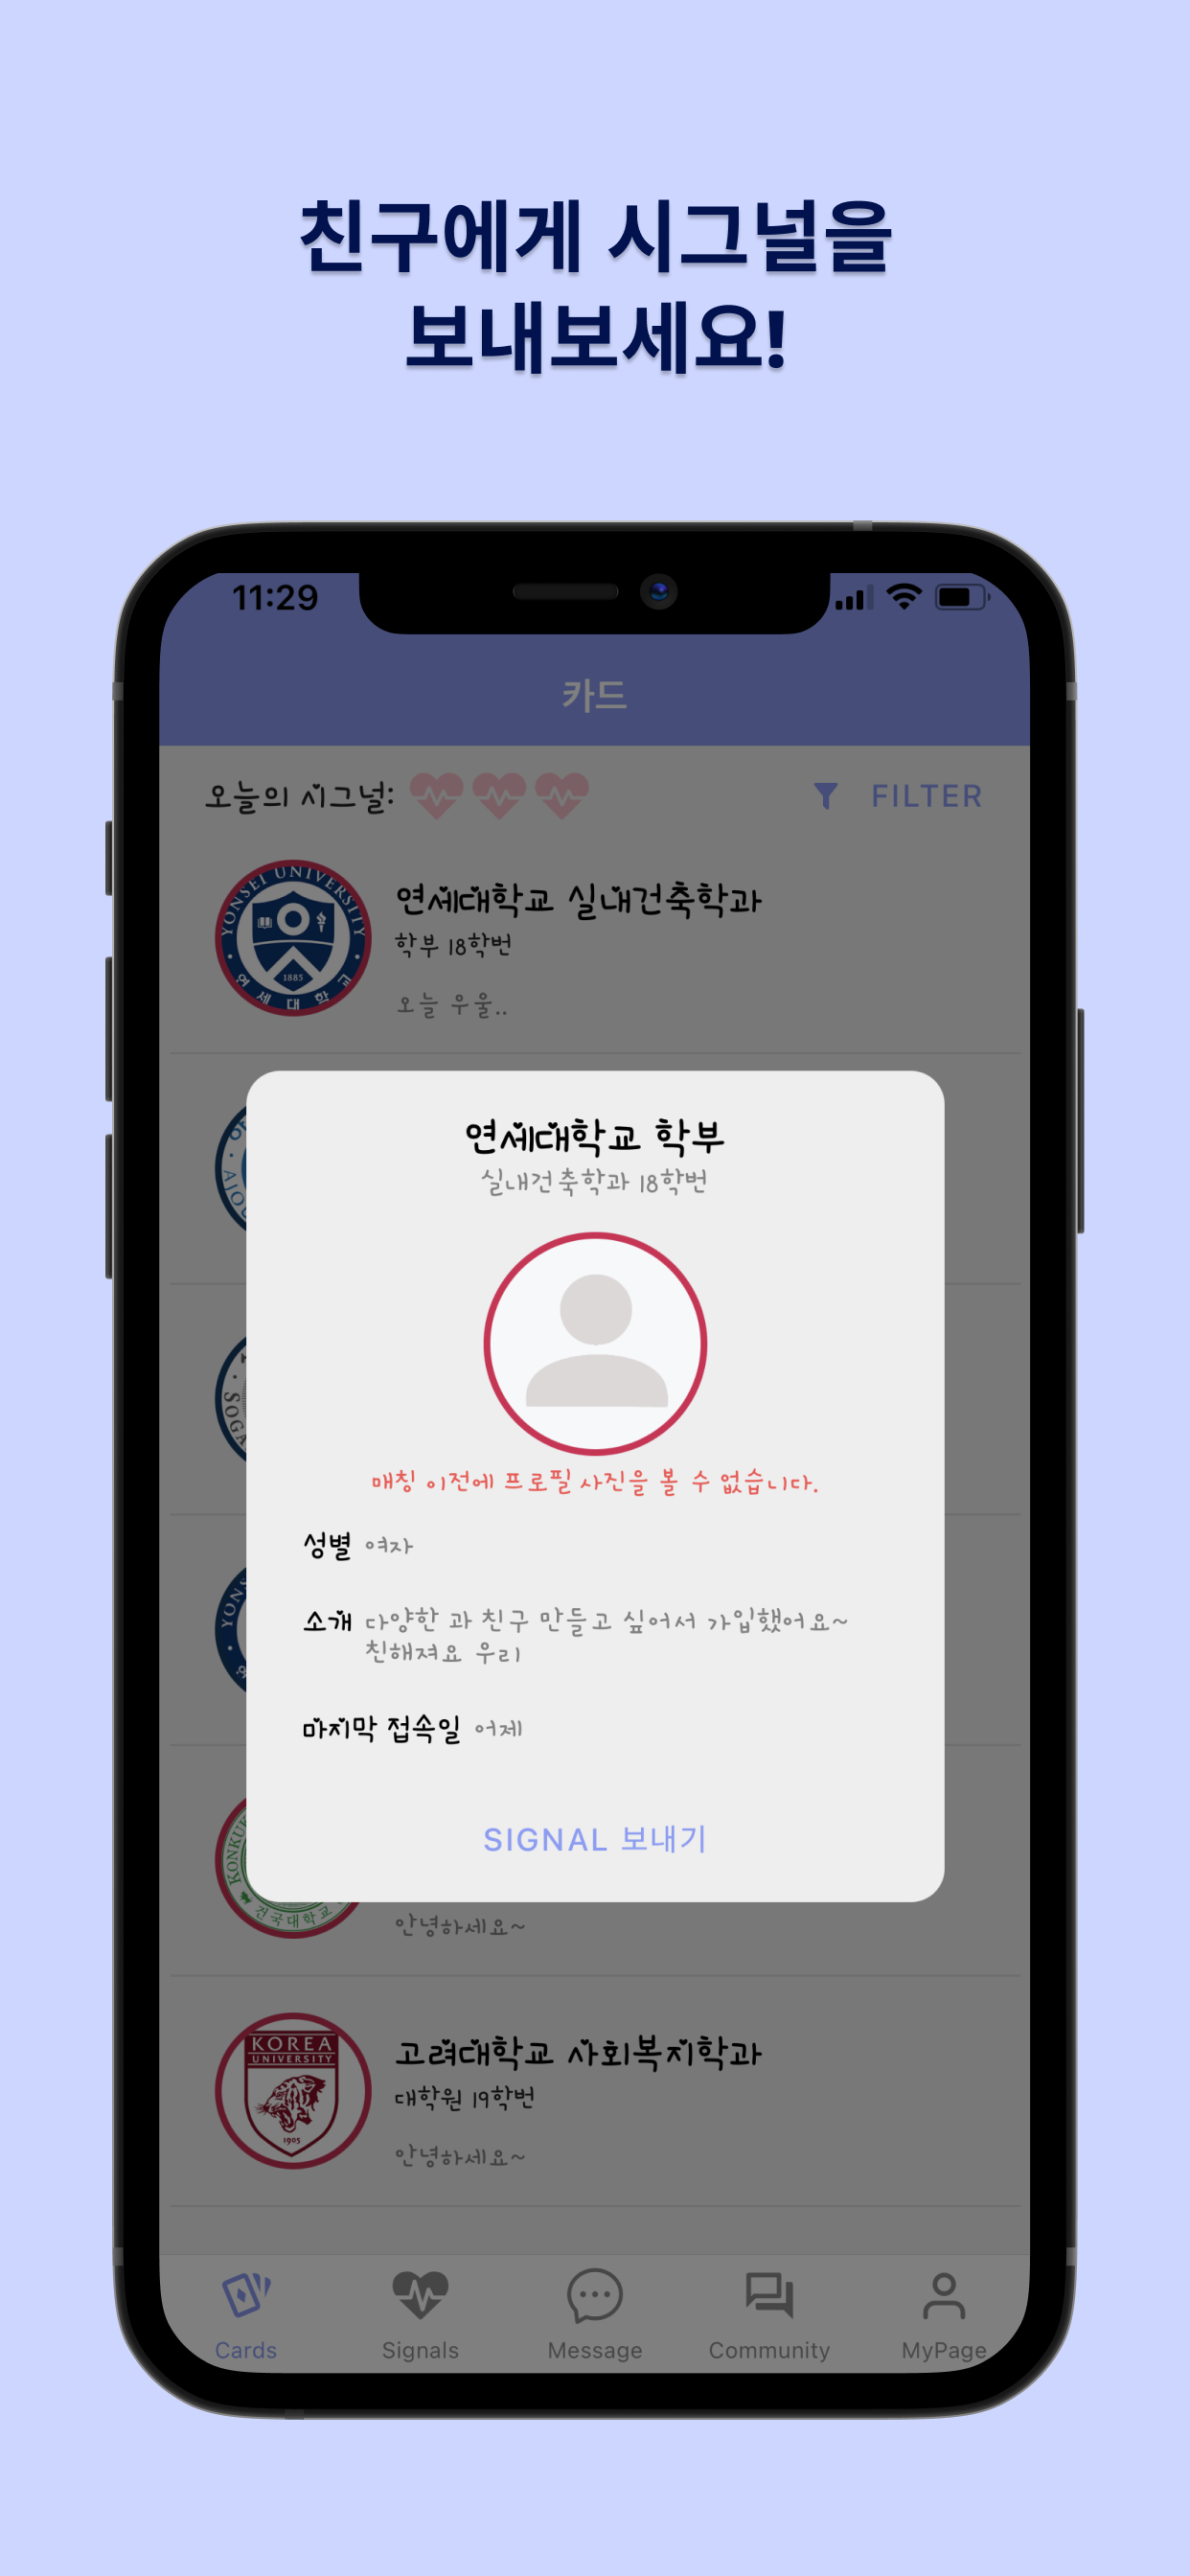 친구에게 시그널을
보내보세요!
11:29
카드
오늘의 시그널:
FILTER
YONSEI UNIVERSITY
1885
연세대학교
연세대학교 실내건축학과
학부 18학번
오늘 우울..
연세대학교 학부
실내건축학과 18학번
매칭 이전에 프로필 사진을 볼 수 없습니다.
성별 여자
소개 다양한 과 친구 만들고 싶어서 가입했어요~
친해져요 우리
마지막 접속일 어제
SIGNAL 보내기
건국대학교
안녕하세요~
KOREA
UNIVERSITY
1905
고려대학교 사회복지학과
대학원 19학번
안녕하세요~
Cards
Signals
Message
Community
MyPage